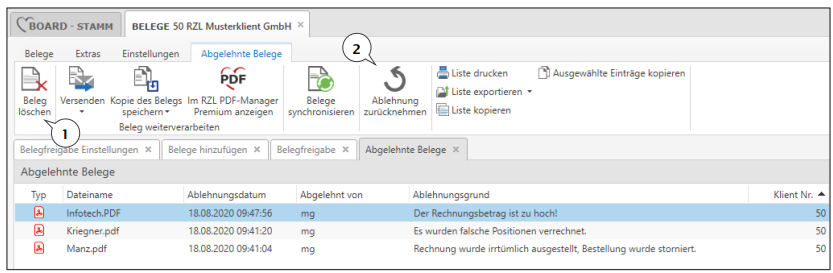 BOARD - STAMM BELEGE 50 RZL Musterklient GmbH ×
Belege Extras Einstellungen Abgelehnte Belege 2
PDF
Beleg löschen
Versenden
Kopie des Belegs speichern
Im RZL PDF-Manager Premium anzeigen
Belege synchronisieren
Ablehnung zurücknehmen
Liste drucken
Liste exportieren
Liste kopieren
Ausgewählte Einträge kopieren
1 Beleg weiterverarbeiten
Belegfreigabe Einstellungen × Belege hinzufügen × Belegfreigabe × Abgelehnte Belege ×
Abgelehnte Belege
Typ Dateiname Ablehnungsdatum Abgelehnt von Ablehnungsgrund Klient Nr.
Infotech.PDF 18.08.2020 09:47:56 mg Der Rechnungsbetrag ist zu hoch! 50
Kriegner.pdf 18.08.2020 09:41:20 mg Es wurden falsche Positionen verrechnet. 50
Manz.pdf 18.08.2020 09:41:04 mg Rechnung wurde irrtümlich ausgestellt, Bestellung wurde storniert. 50